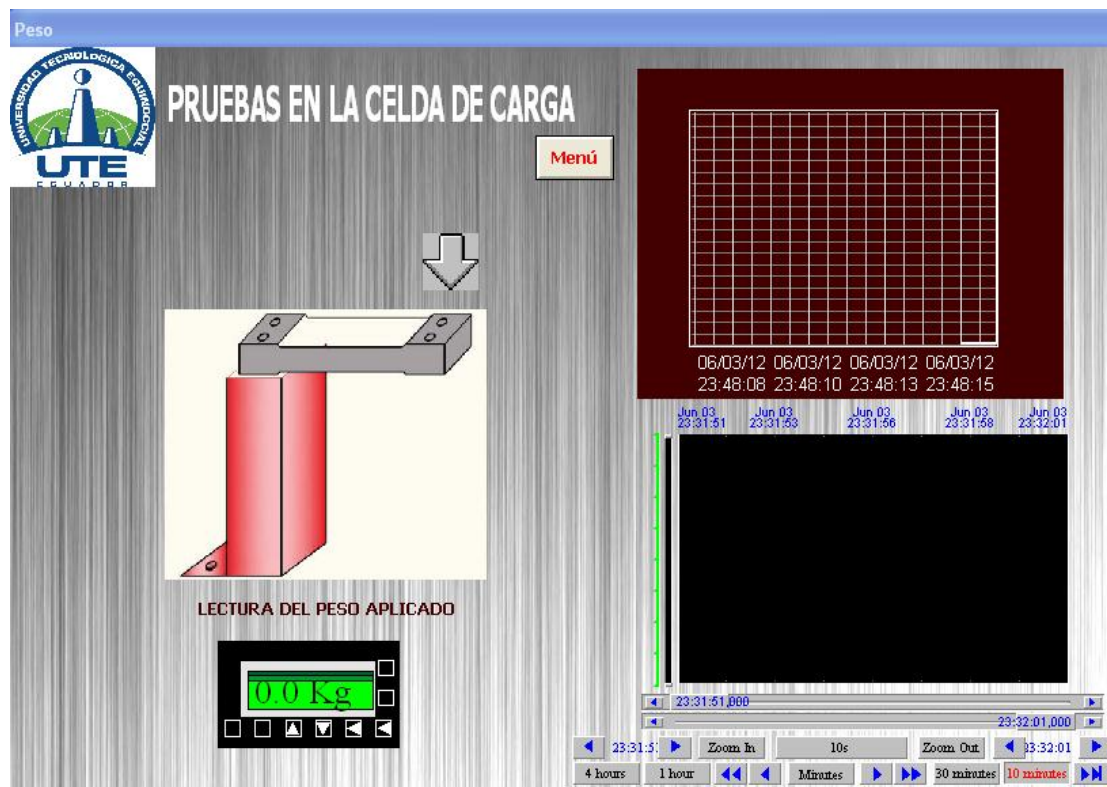 Peso
UNIVERSIDAD TECNOLOGICA EQUINOCCIAL
UTE
ECUADOR
PRUEBAS EN LA CELDA DE CARGA
Menú
06/03/12 06/03/12 06/03/12 06/03/12
23:48:08 23:48:10 23:48:13 23:48:15
Jun 03 Jun 03 Jun 03 Jun 03 Jun 03
23:31:51 23:31:53 23:31:56 23:31:58 23:32:01
LECTURA DEL PESO APLICADO
0.0 Kg
23:31:51,000
23:32:01,000
23:31:5 Zoom In 10s Zoom Out 23:32:01
4 hours 1 hour Minutes 30 minutes 10 minutes